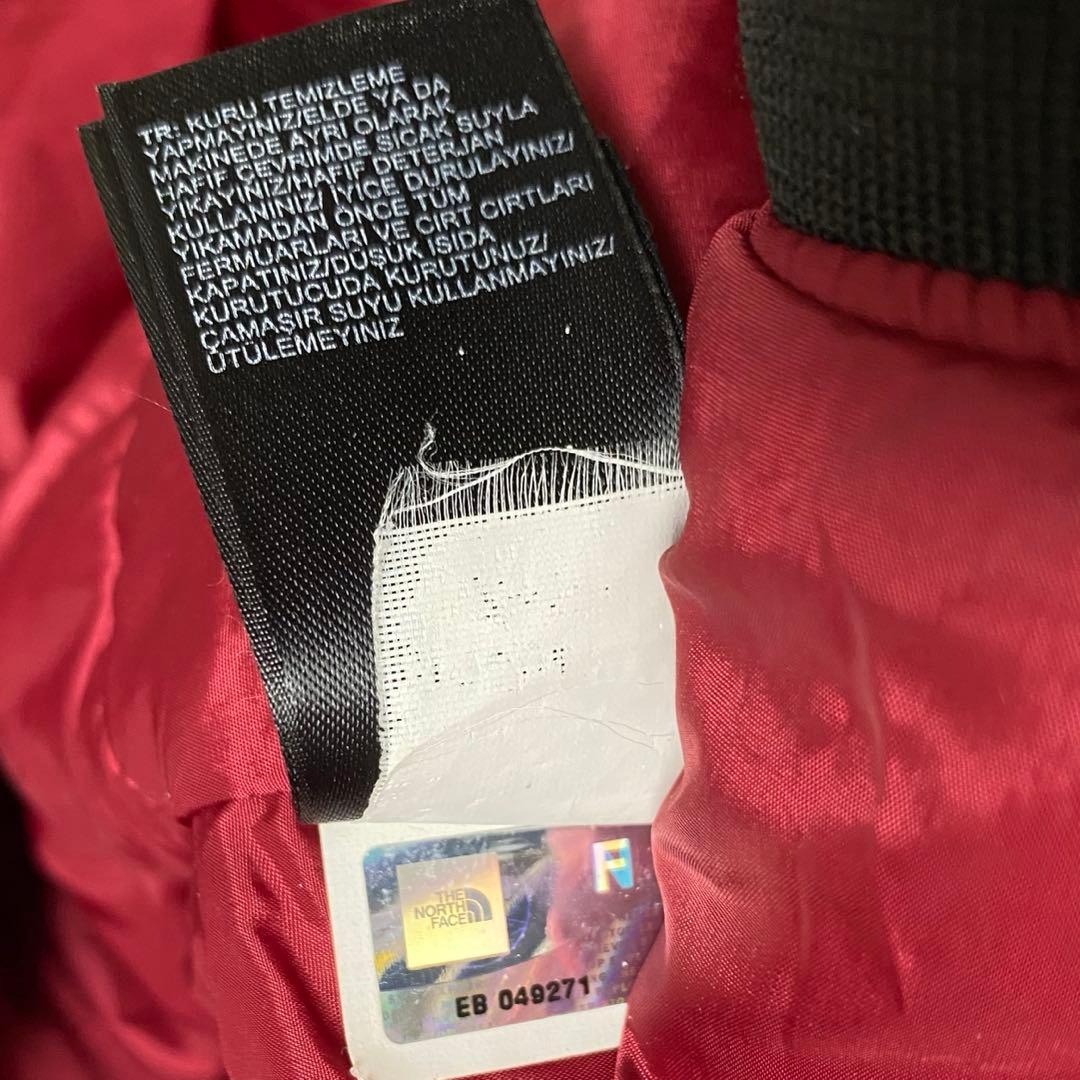 TR: KURU TEMIZLEME
YAPMAYINIZ/ELDE YA DA
MAKINEDE AYRI OLARAK
HAFIF ÇEVRIMDE SICAK SUYLA
YIKAYINIZ/HAFIF DETERJAN
KULLANINIZ/ IYICE DURULAYINIZ/
YIKAMADAN ÖNCE TÜM
FERMUARLARI VE CIRT CIRTLARI
KAPATINIZ/DÜŞÜK ISIDA
KURUTUCUDA KURUTUNUZ/
ÇAMAŞIR SUYU KULLANMAYINIZ/
ÜTÜLEMEYINIZ
THE
NORTH
FACE
EB 049271